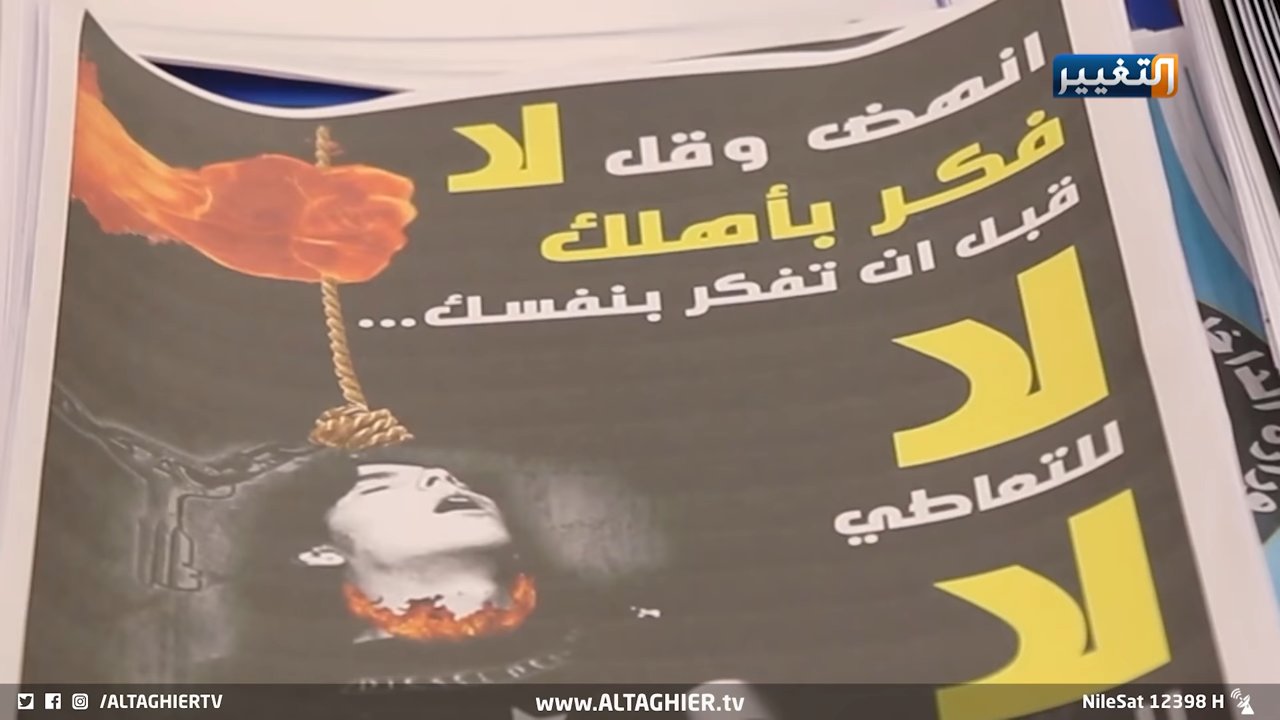 التغيير
انهض وقل لا
فكر بأهلك
قبل ان تفكر بنفسك...
لا
للتعاطي
لا
/ALTAGHIERTV
www.ALTAGHIER.tv
NileSat 12398 H